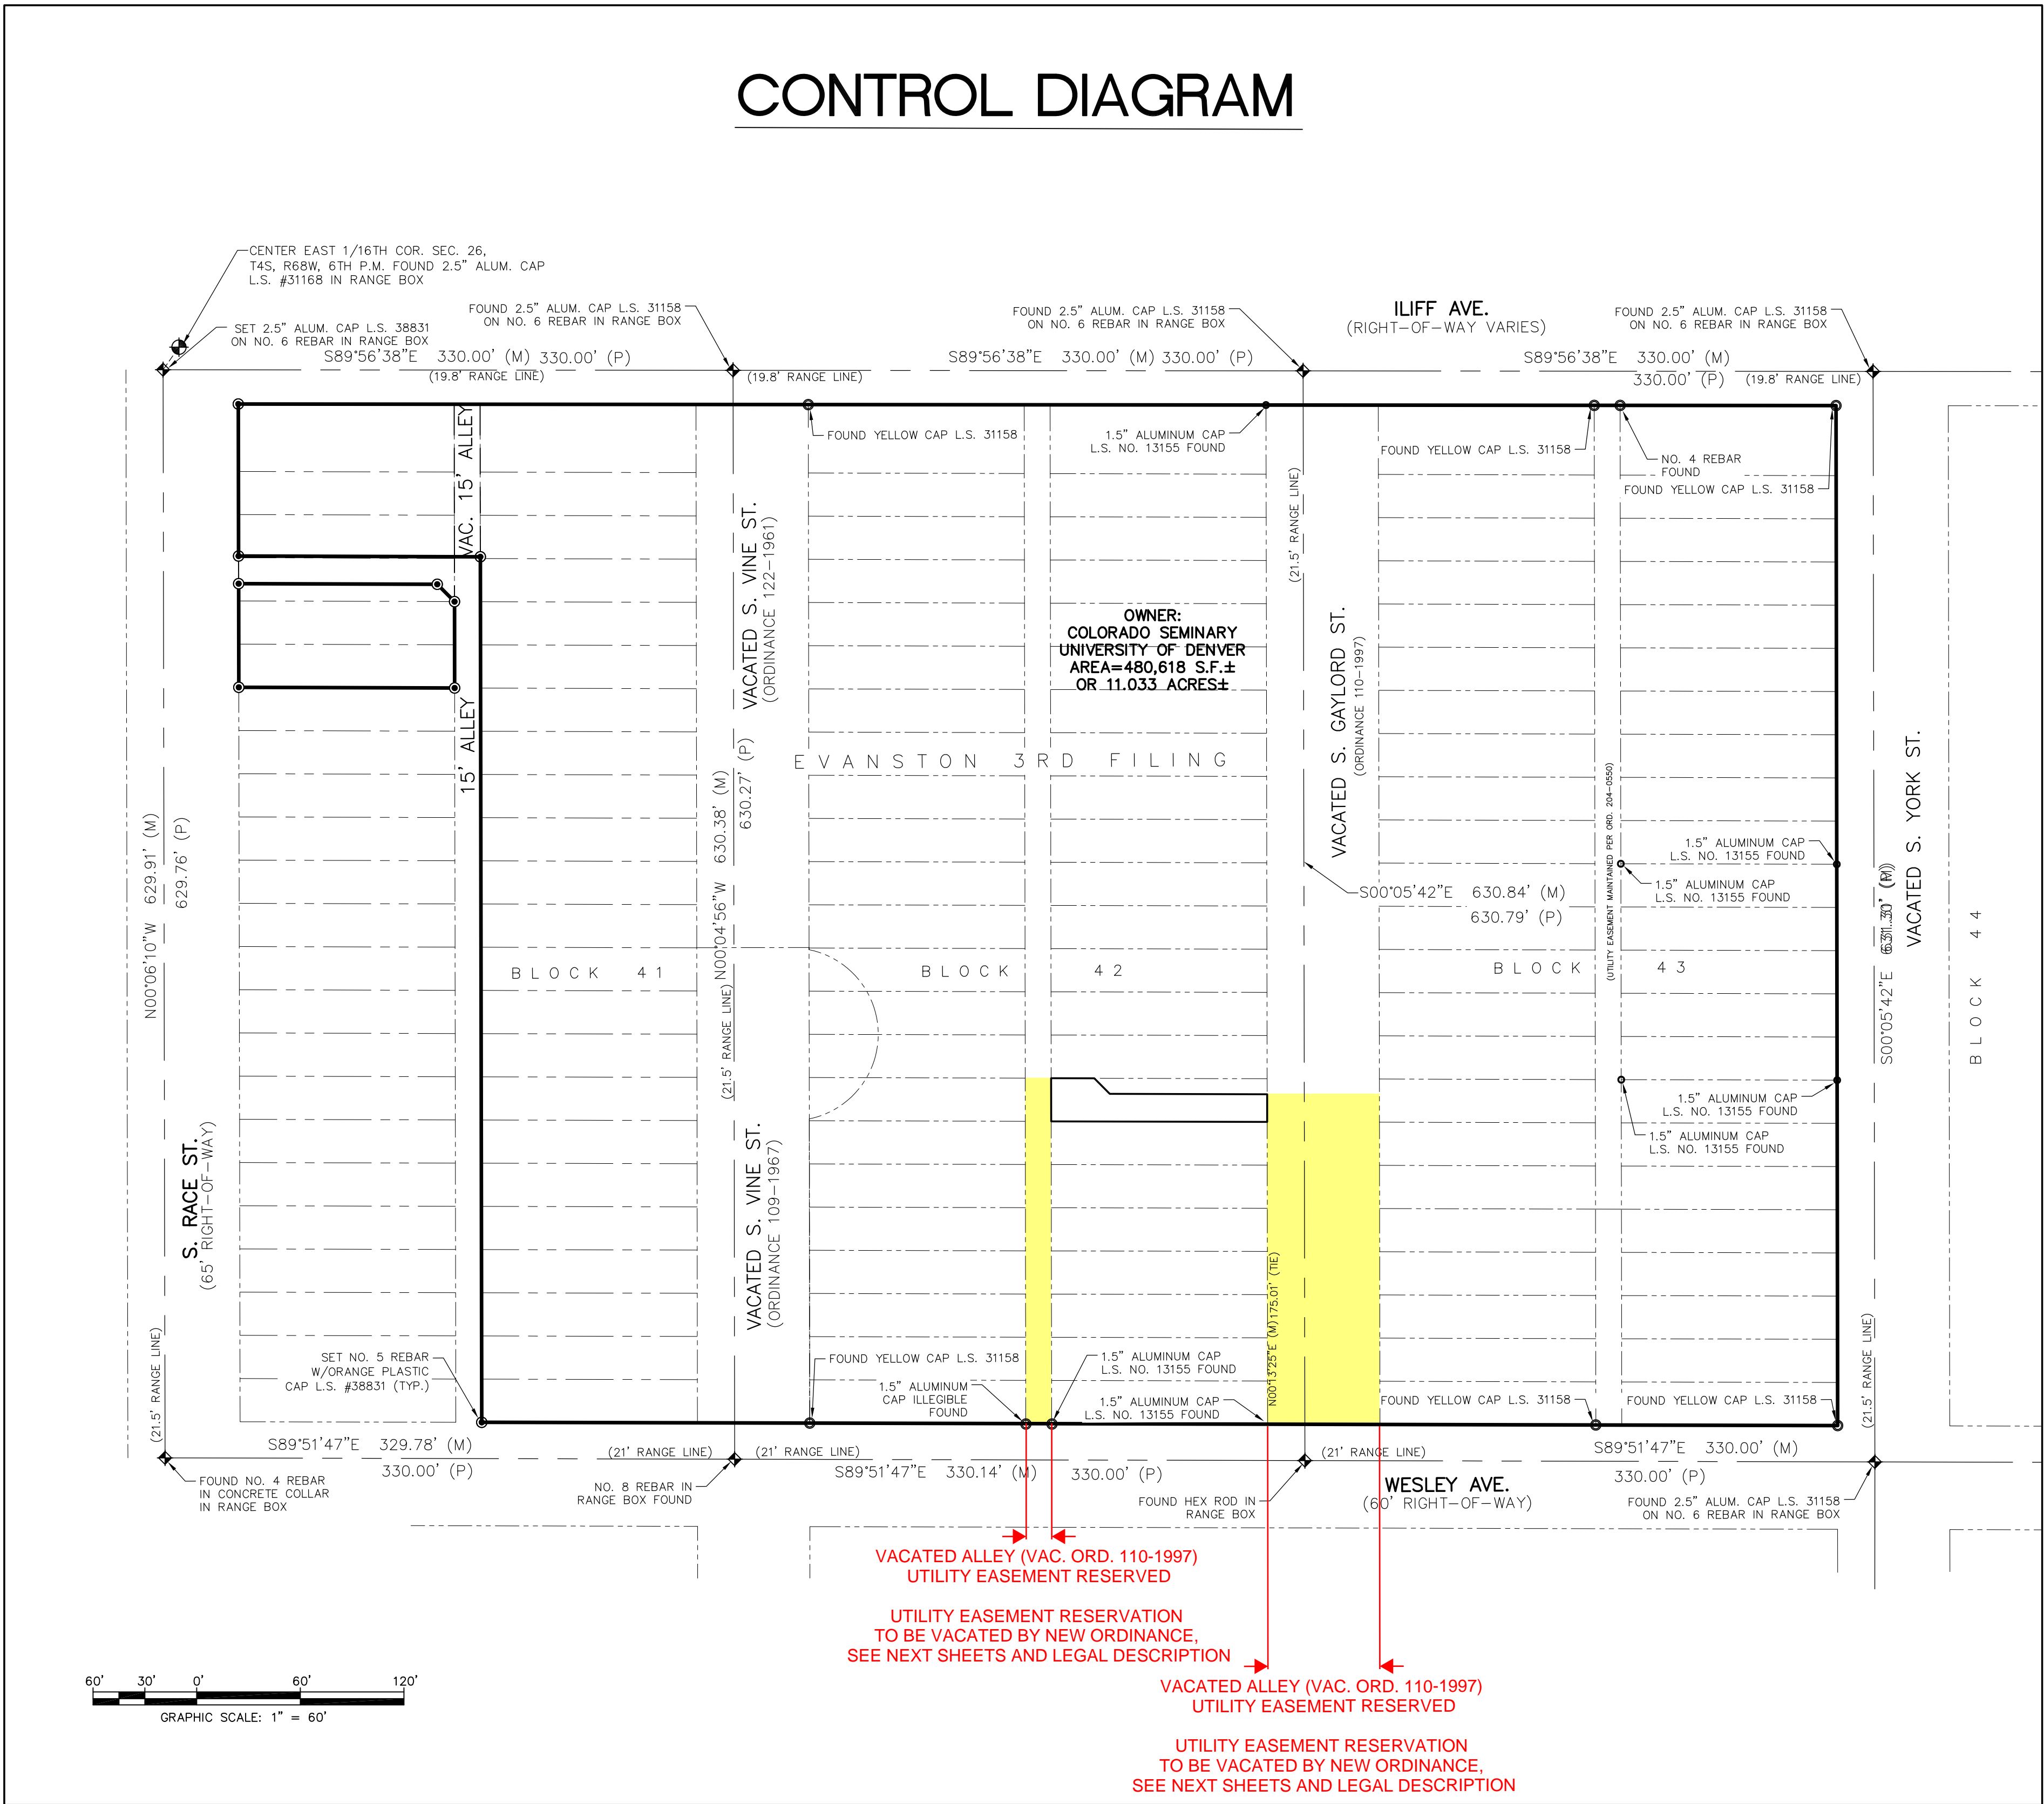 CONTROL DIAGRAM
CENTER EAST 1/16TH COR. SEC. 26,
T4S, R68W, 6TH P.M. FOUND 2.5" ALUM. CAP
L.S. #31168 IN RANGE BOX
SET 2.5" ALUM. CAP L.S. 38831
ON NO. 6 REBAR IN RANGE BOX
FOUND 2.5" ALUM. CAP L.S. 31158
ON NO. 6 REBAR IN RANGE BOX
FOUND 2.5" ALUM. CAP L.S. 31158
ON NO. 6 REBAR IN RANGE BOX
ILIFF AVE.
(RIGHT-OF-WAY VARIES)
FOUND 2.5" ALUM. CAP L.S. 31158
ON NO. 6 REBAR IN RANGE BOX
S89°56'38"E 330.00' (M) 330.00' (P)
(19.8' RANGE LINE)
(19.8' RANGE LINE)
S89°56'38"E 330.00' (M) 330.00' (P)
S89°56'38"E 330.00' (M)
330.00' (P)
(19.8' RANGE LINE)
FOUND YELLOW CAP L.S. 31158
1.5" ALUMINUM CAP
L.S. NO. 13155 FOUND
FOUND YELLOW CAP L.S. 31158
NO. 4 REBAR
FOUND
FOUND YELLOW CAP L.S. 31158
VAC. 15' ALLEY
15' ALLEY
VACATED S. VINE ST.
(ORDINANCE 122-1961)
(21.5' RANGE LINE)
OWNER:
COLORADO SEMINARY
UNIVERSITY OF DENVER
AREA=480,618 S.F.±
OR 11.033 ACRES±
VACATED S. GAYLORD ST.
(ORDINANCE 110-1997)
EVANSTON 3RD FILING
N00°06'10"W 629.91' (M)
629.76' (P)
N00°04'56"W 630.38' (M)
630.27' (P)
(21.5' RANGE LINE)
(UTILITY EASEMENT MAINTAINED PER ORD. 204-0550)
1.5" ALUMINUM CAP
L.S. NO. 13155 FOUND
1.5" ALUMINUM CAP
L.S. NO. 13155 FOUND
S00°05'42"E 630.84' (M)
630.79' (P)
S00°05'42"E
VACATED S. YORK ST.
BLOCK 41
BLOCK 42
BLOCK 43
BLOCK 44
1.5" ALUMINUM CAP
L.S. NO. 13155 FOUND
1.5" ALUMINUM CAP
L.S. NO. 13155 FOUND
S. RACE ST.
(65' RIGHT-OF-WAY)
VACATED S. VINE ST.
(ORDINANCE 109-1967)
N00°13'25"E (M) 175.01' (TIE)
(21.5' RANGE LINE)
(21.5' RANGE LINE)
SET NO. 5 REBAR
W/ORANGE PLASTIC
CAP L.S. #38831 (TYP.)
FOUND YELLOW CAP L.S. 31158
1.5" ALUMINUM
CAP ILLEGIBLE
FOUND
1.5" ALUMINUM CAP
L.S. NO. 13155 FOUND
1.5" ALUMINUM CAP
L.S. NO. 13155 FOUND
FOUND YELLOW CAP L.S. 31158
FOUND YELLOW CAP L.S. 31158
S89°51'47"E 329.78' (M)
330.00' (P)
(21' RANGE LINE)
(21' RANGE LINE)
S89°51'47"E 330.14' (M) 330.00' (P)
(21' RANGE LINE)
S89°51'47"E 330.00' (M)
330.00' (P)
FOUND NO. 4 REBAR
IN CONCRETE COLLAR
IN RANGE BOX
NO. 8 REBAR IN
RANGE BOX FOUND
FOUND HEX ROD IN
RANGE BOX
WESLEY AVE.
(60' RIGHT-OF-WAY)
FOUND 2.5" ALUM. CAP L.S. 31158
ON NO. 6 REBAR IN RANGE BOX
VACATED ALLEY (VAC. ORD. 110-1997)
UTILITY EASEMENT RESERVED
UTILITY EASEMENT RESERVATION
TO BE VACATED BY NEW ORDINANCE,
SEE NEXT SHEETS AND LEGAL DESCRIPTION
VACATED ALLEY (VAC. ORD. 110-1997)
UTILITY EASEMENT RESERVED
UTILITY EASEMENT RESERVATION
TO BE VACATED BY NEW ORDINANCE,
SEE NEXT SHEETS AND LEGAL DESCRIPTION
60' 30' 0' 60' 120'
GRAPHIC SCALE: 1" = 60'